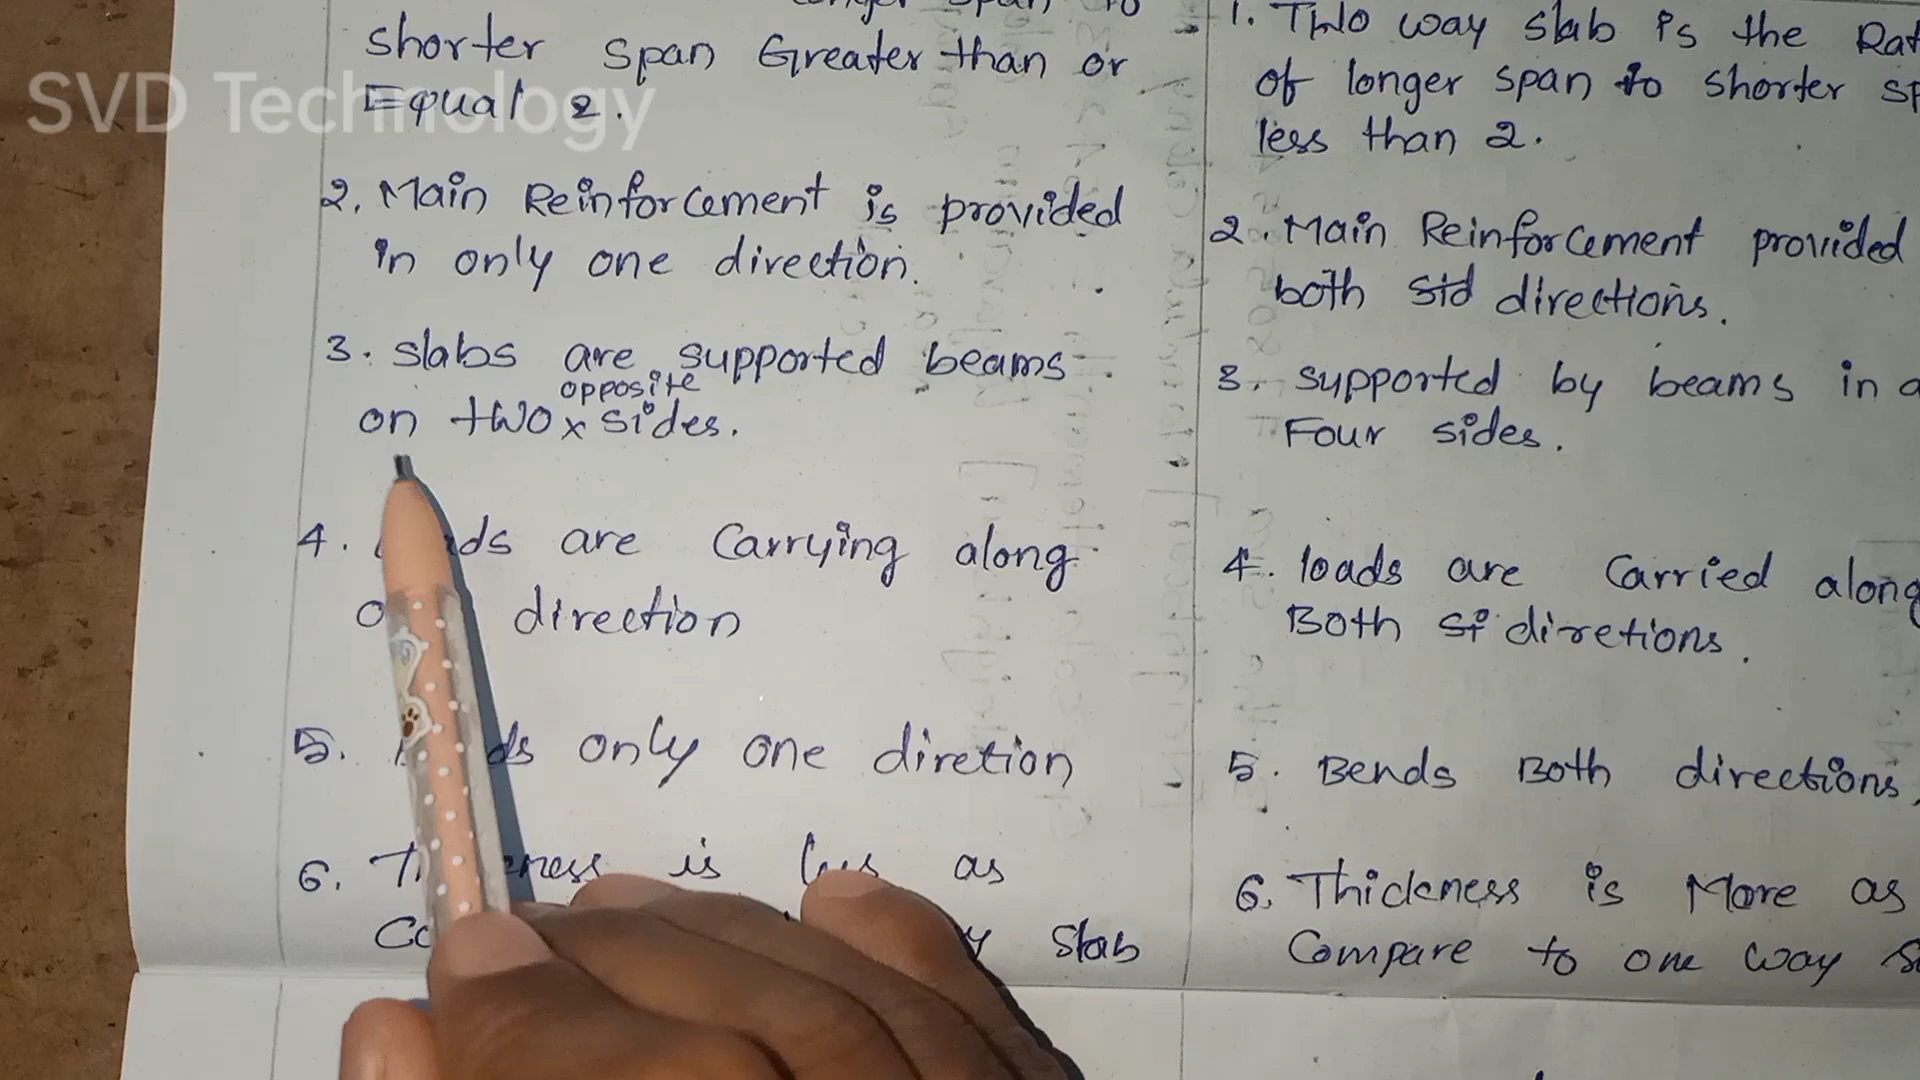 shorter span Greater than or
Equal 2.
2. Main Reinforcement is provided
in only one direction.
3. slabs are supported beams
opposite
on two x sides.
4. are Carrying along
direction
5. only one diretion
6. is less as
slab
1. Two way slab is the
of longer span to shorter
less than 2.
2. Main Reinforcement provided
both sid directions.
3. supported by beams in
Four sides.
4. loads are Carried along
Both si diretions.
5. Bends Both directions,
6. Thickness is More as
Compare to one way
SVD Technology